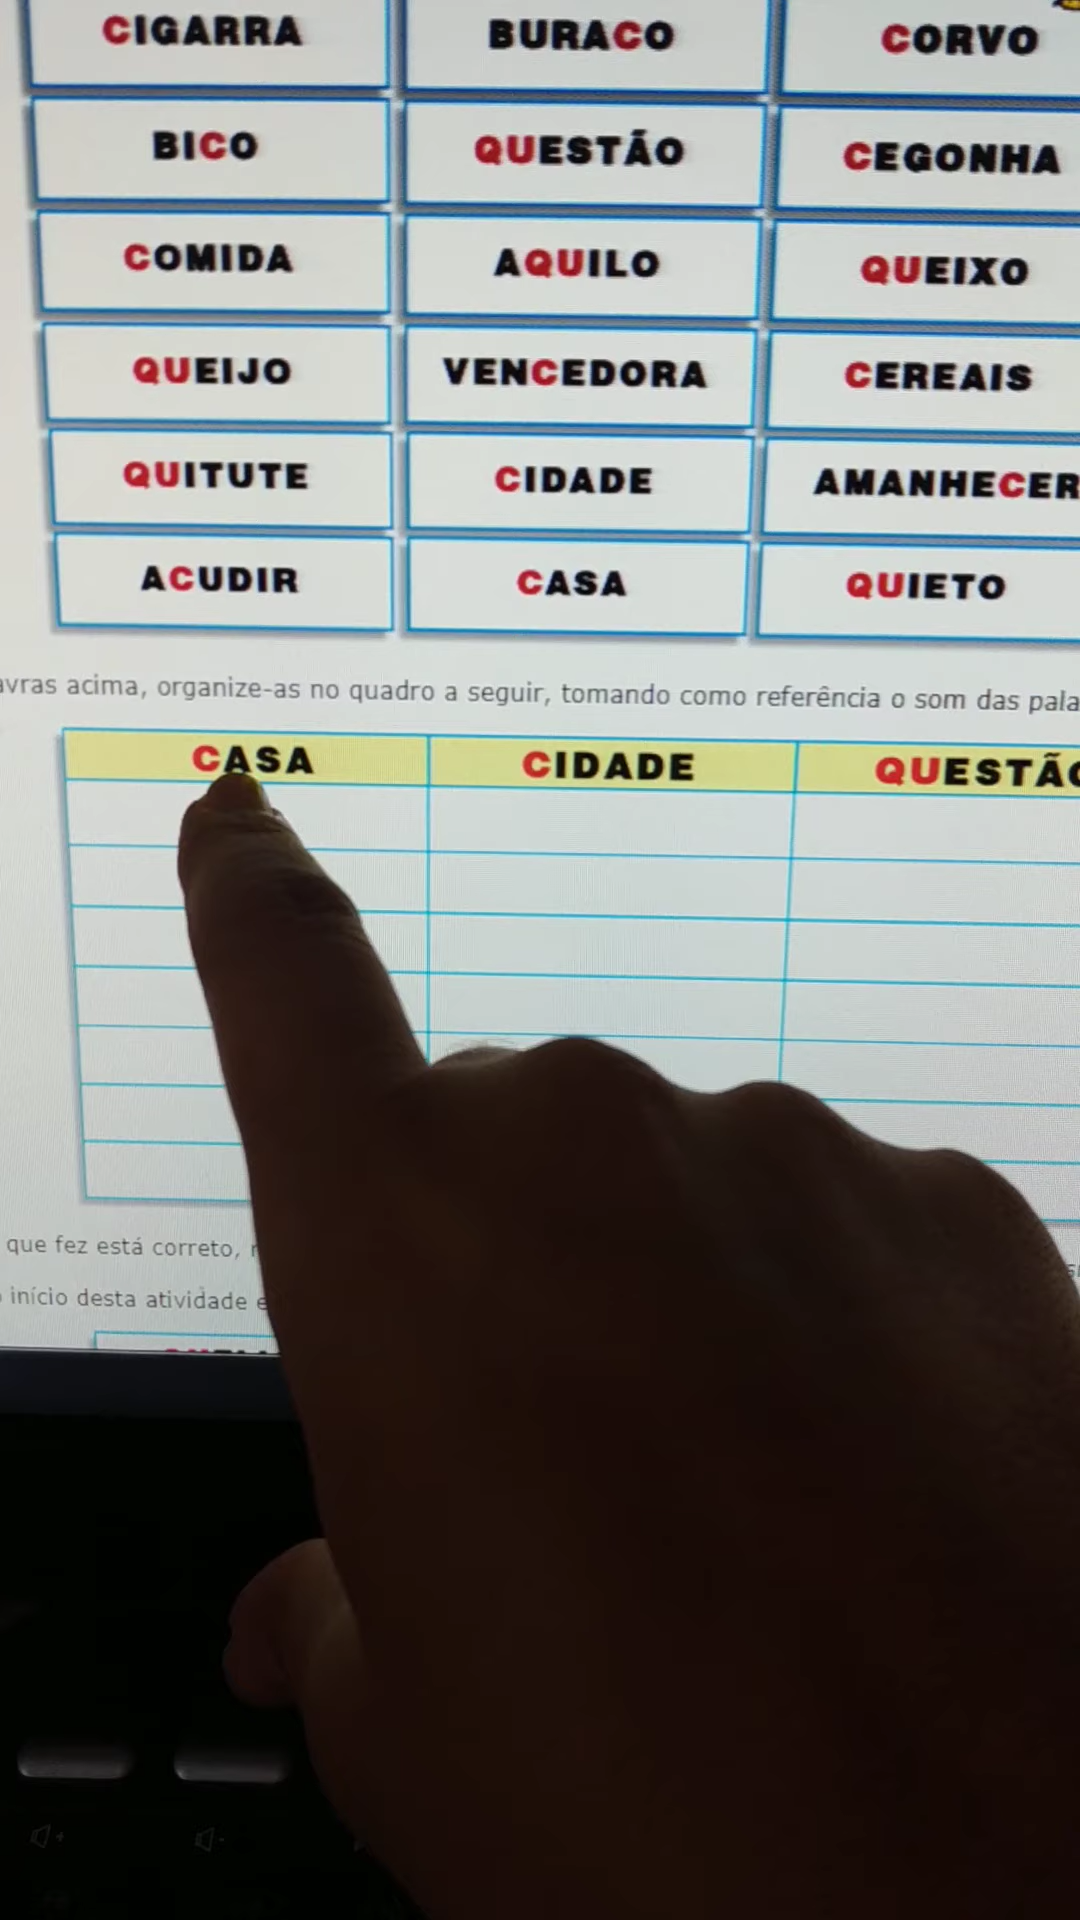 CIGARRA BURACO CORVO
BICO QUESTÃO CEGONHA
COMIDA AQUILO QUEIXO
QUEIJO VENCEDORA CEREAIS
QUITUTE CIDADE AMANHECER
ACUDIR CASA QUIETO
acima, organize-as no quadro a seguir, tomando como referência o som das
CASA CIDADE QUESTÃO
que fez está correto,
início desta atividade